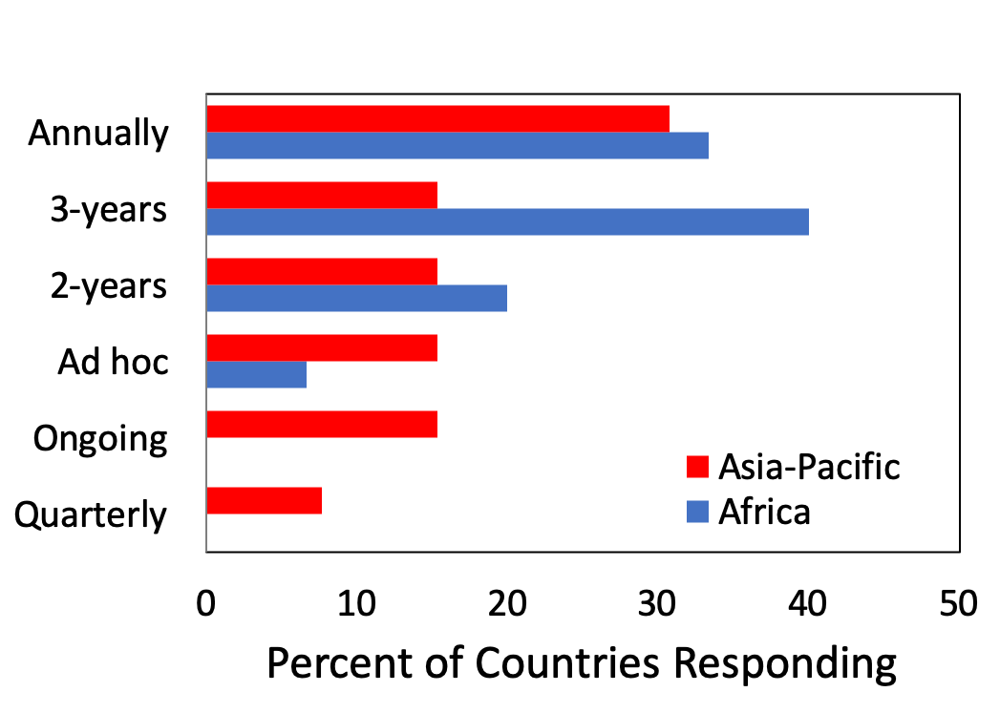 Annually
3-years
2-years
Ad hoc
Ongoing
Quarterly
Asia-Pacific
Africa
0 10 20 30 40 50
Percent of Countries Responding